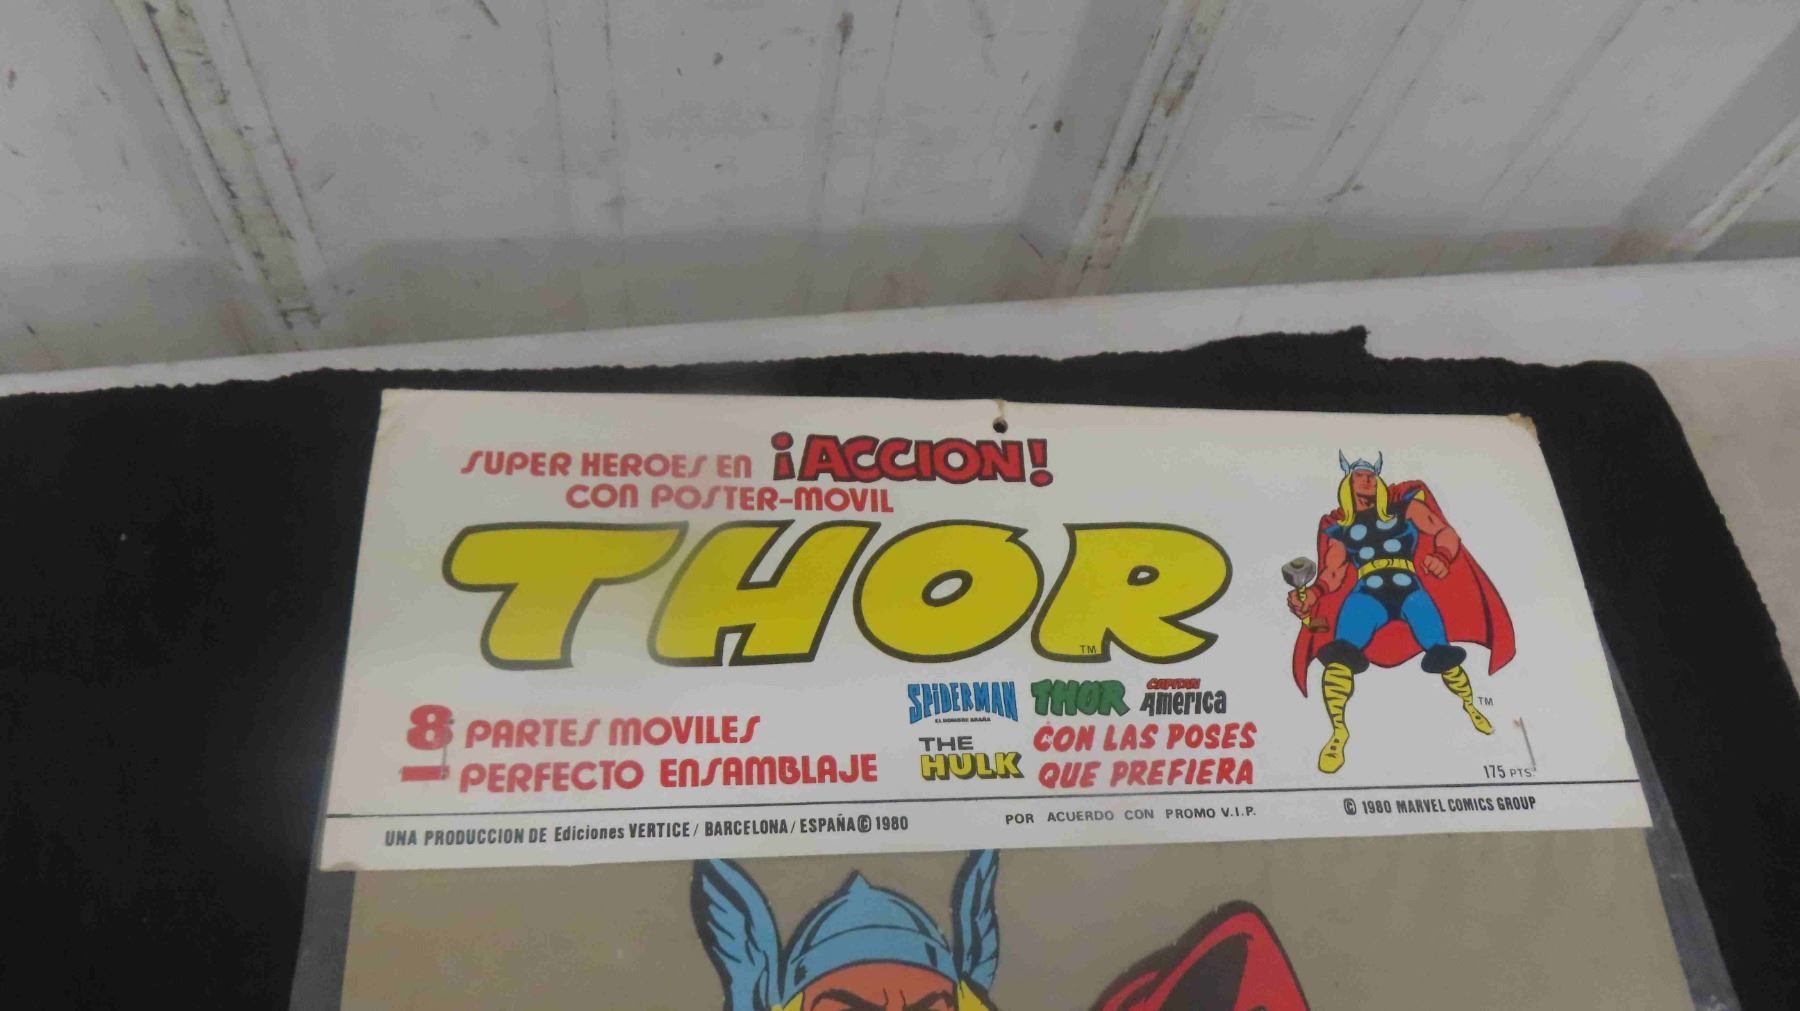 SUPER HEROES EN ¡ACCION!
CON POSTER-MOVIL
THOR
TM
8 PARTES MOVILES
- PERFECTO ENSAMBLAJE
SPiDERMAN
EL HOMBRE ARAÑA
THOR
CAPITAN
America
THE
HULK
CON LAS POSES
QUE PREFIERA
TM
175 PTS.
UNA PRODUCCION DE Ediciones VERTICE / BARCELONA / ESPAÑA © 1980
POR ACUERDO CON PROMO V.I.P.
© 1980 MARVEL COMICS GROUP